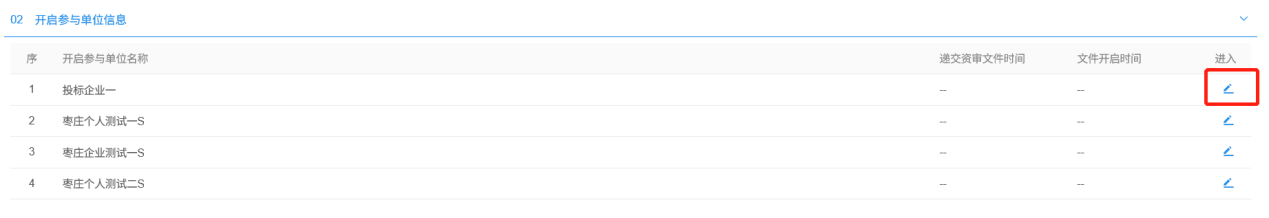 02 开启参与单位信息
序 开启参与单位名称 递交资审文件时间 文件开启时间 进入
1 投标企业一 -- --
2 枣庄个人测试一S -- --
3 枣庄企业测试一S -- --
4 枣庄个人测试二S -- --